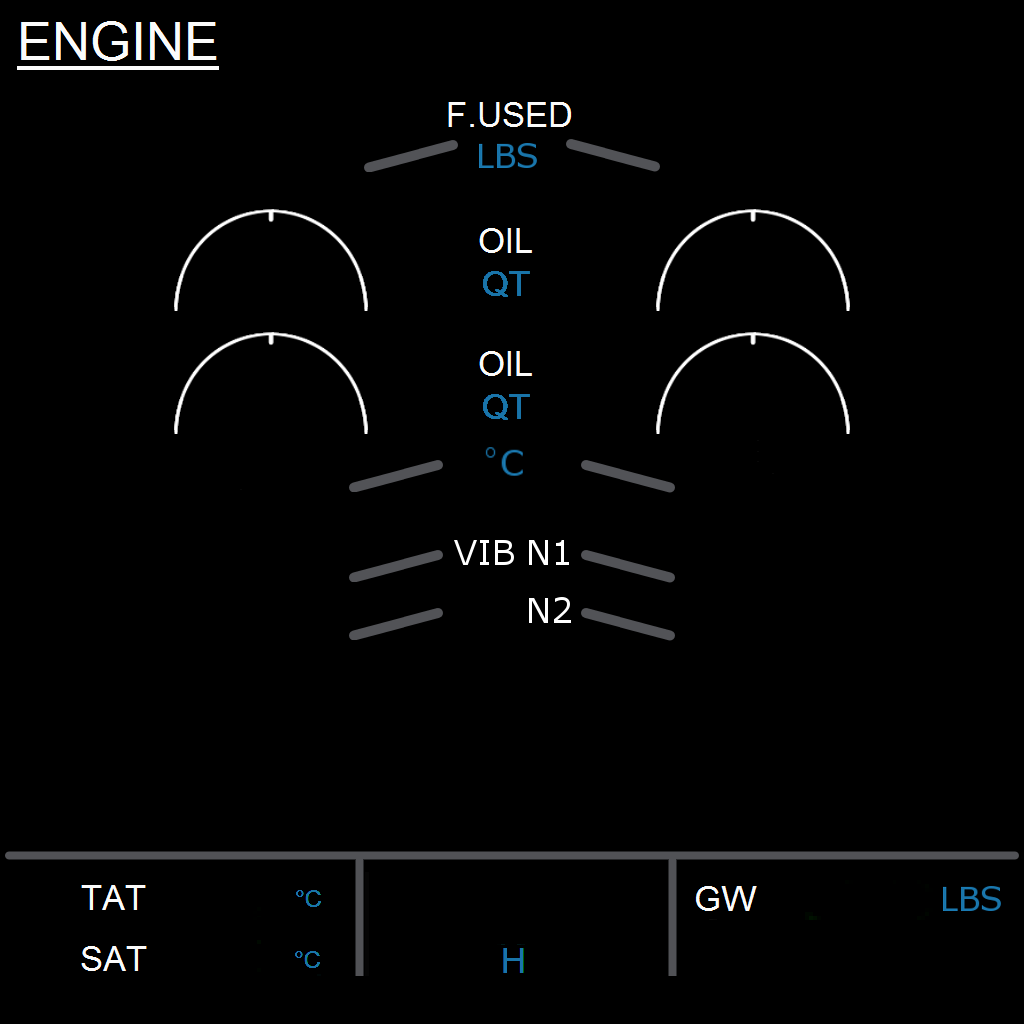 ENGINE
F.USED
LBS
OIL
QT
OIL
QT
°C
VIB N1
N2
TAT °C
GW LBS
SAT °C
H